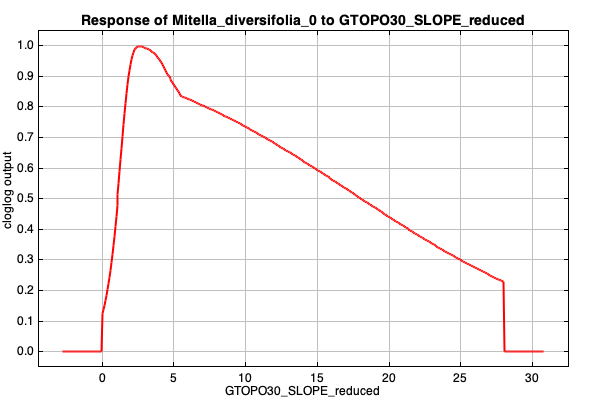 Response of Mitella_diversifolia_0 to GTOPO30_SLOPE_reduced
1.0
0.9
0.8
0.7
0.6
0.5
0.4
0.3
0.2
0.1
0.0
cloglog output
0 5 10 15 20 25 30
GTOPO30_SLOPE_reduced